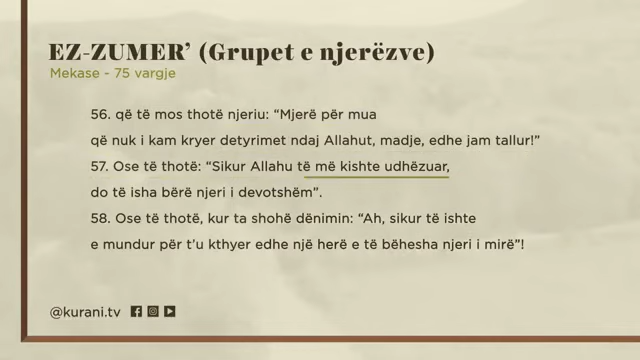 EZ-ZUMER’ (Grupet e njerëzve)
Mekase - 75 vargje
56. që të mos thotë njeriu: “Mjerë për mua
që nuk i kam kryer detyrimet ndaj Allahut, madje, edhe jam tallur!”
57. Ose të thotë: “Sikur Allahu të më kishte udhëzuar,
do të isha bërë njeri i devotshëm”.
58. Ose të thotë, kur ta shohë dënimin: “Ah, sikur të ishte
e mundur për t'u kthyer edhe një herë e të bëhesha njeri i mirë”!
@kurani.tv